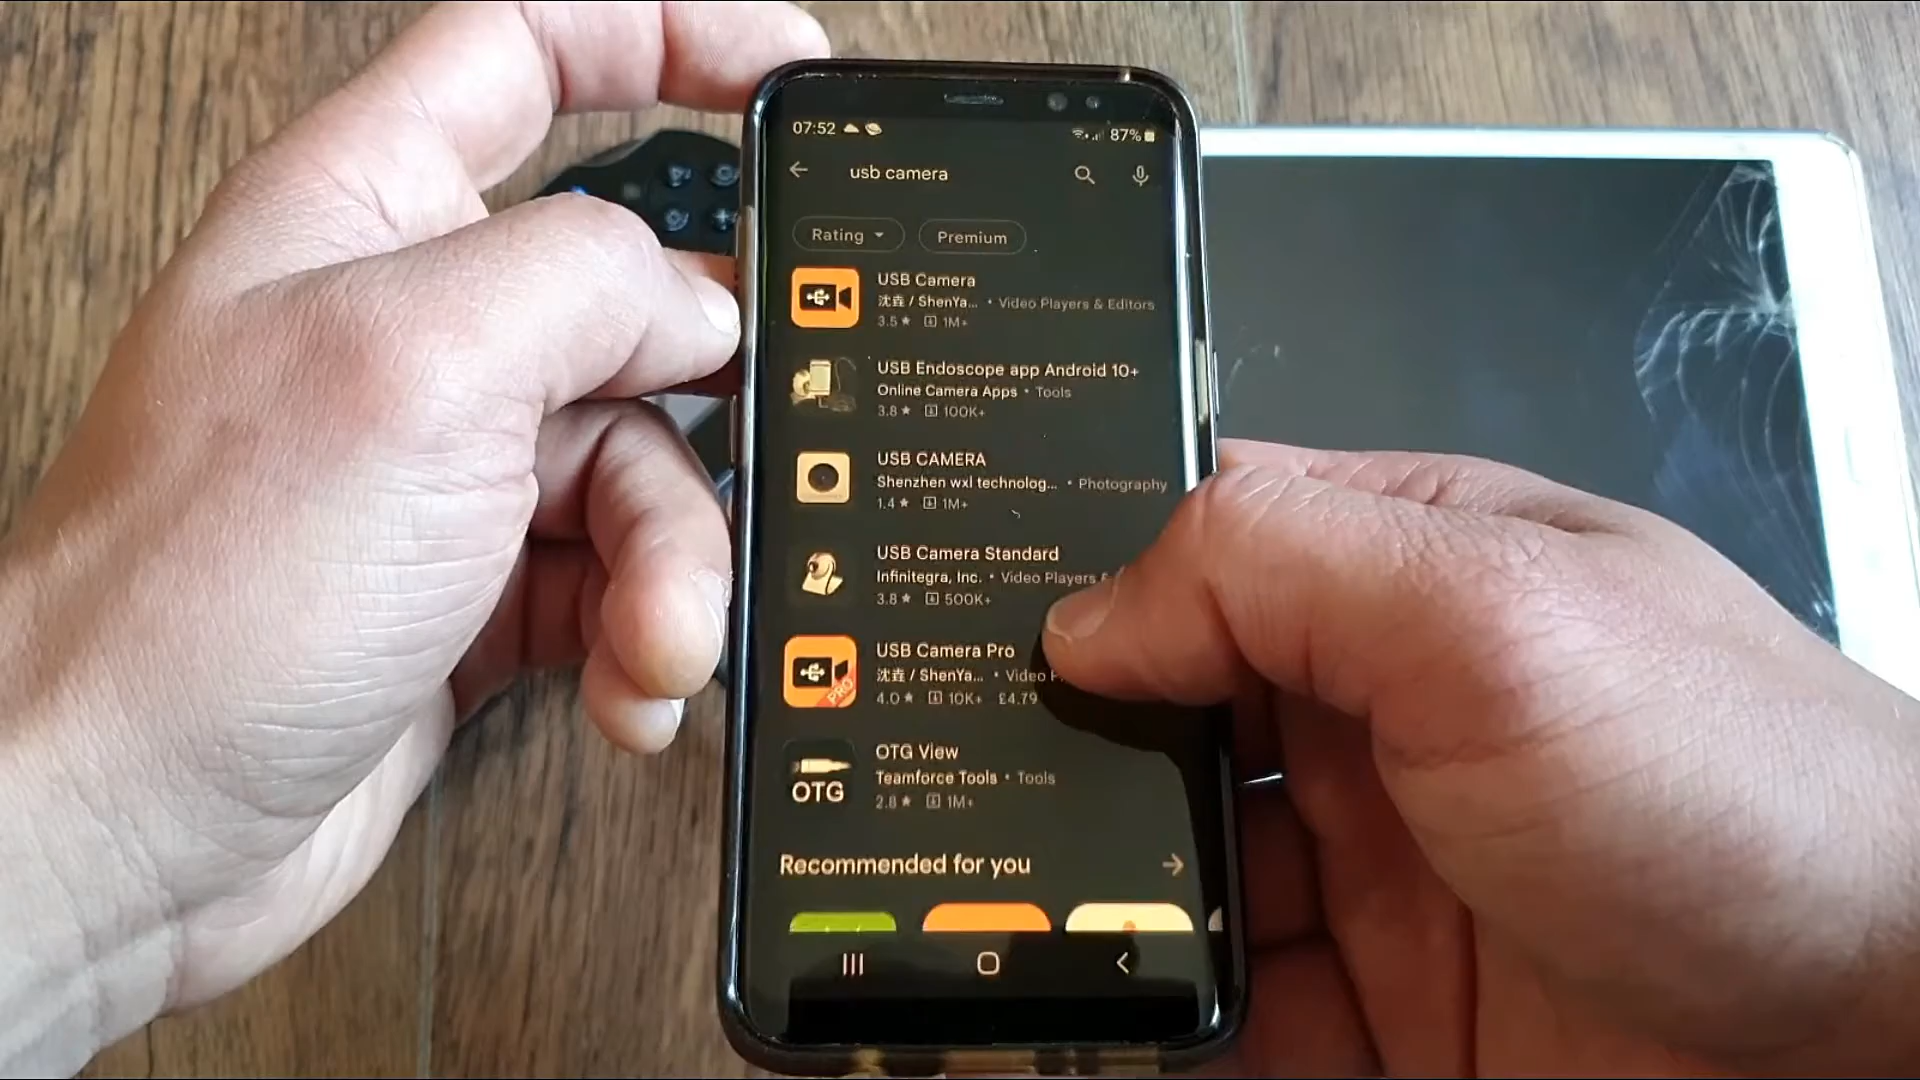 07:52 87%
usb camera
Rating Premium
USB Camera
沈垚 / ShenYa... • Video Players & Editors
3.5★ 1M+
USB Endoscope app Android 10+
Online Camera Apps • Tools
3.8★ 100K+
USB CAMERA
Shenzhen wxl technolog... • Photography
1.4★ 1M+
USB Camera Standard
Infinitegra, Inc. • Video Players
3.8★ 500K+
USB Camera Pro
沈垚 / ShenYa... • Video
PRO
4.0★ 10K+ £4.79
OTG View
Teamforce Tools • Tools
OTG
2.8★ 1M+
Recommended for you